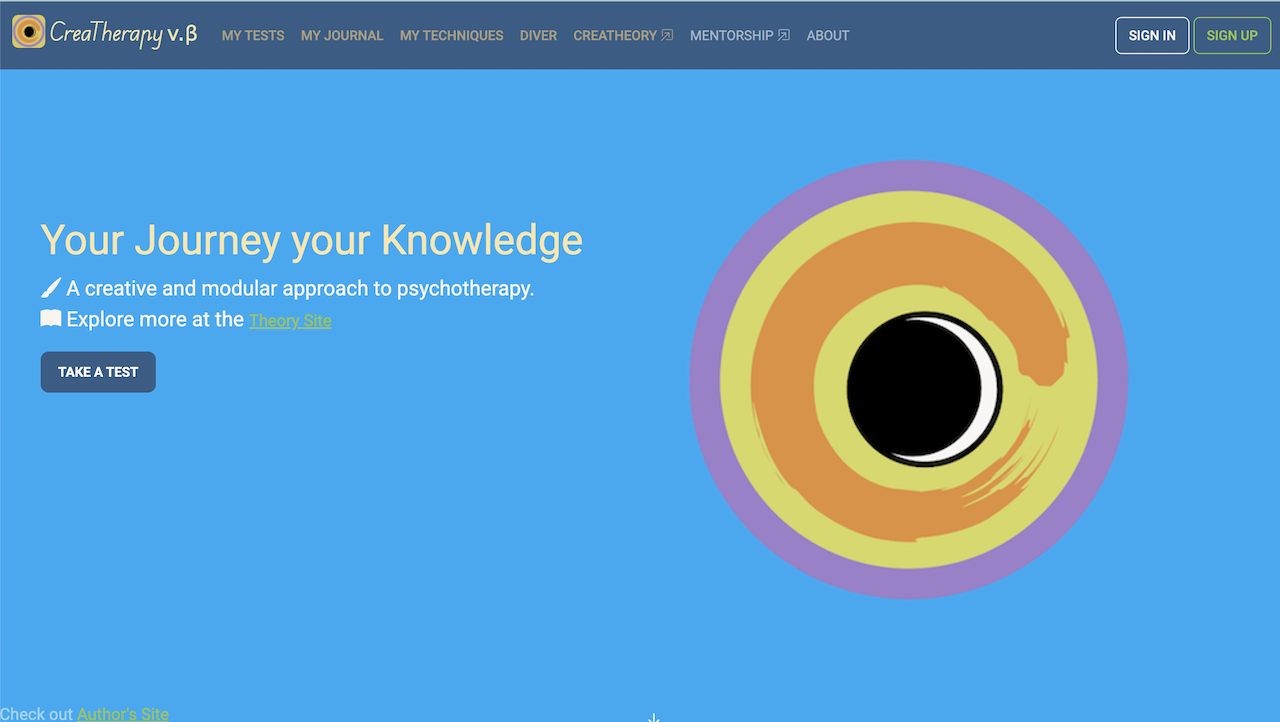 CreaTherapy v.β
MY TESTS MY JOURNAL MY TECHNIQUES DIVER CREATHEORY MENTORSHIP ABOUT SIGN IN SIGN UP
Your Journey your Knowledge
A creative and modular approach to psychotherapy.
Explore more at the Theory Site
TAKE A TEST
Check out Author's Site